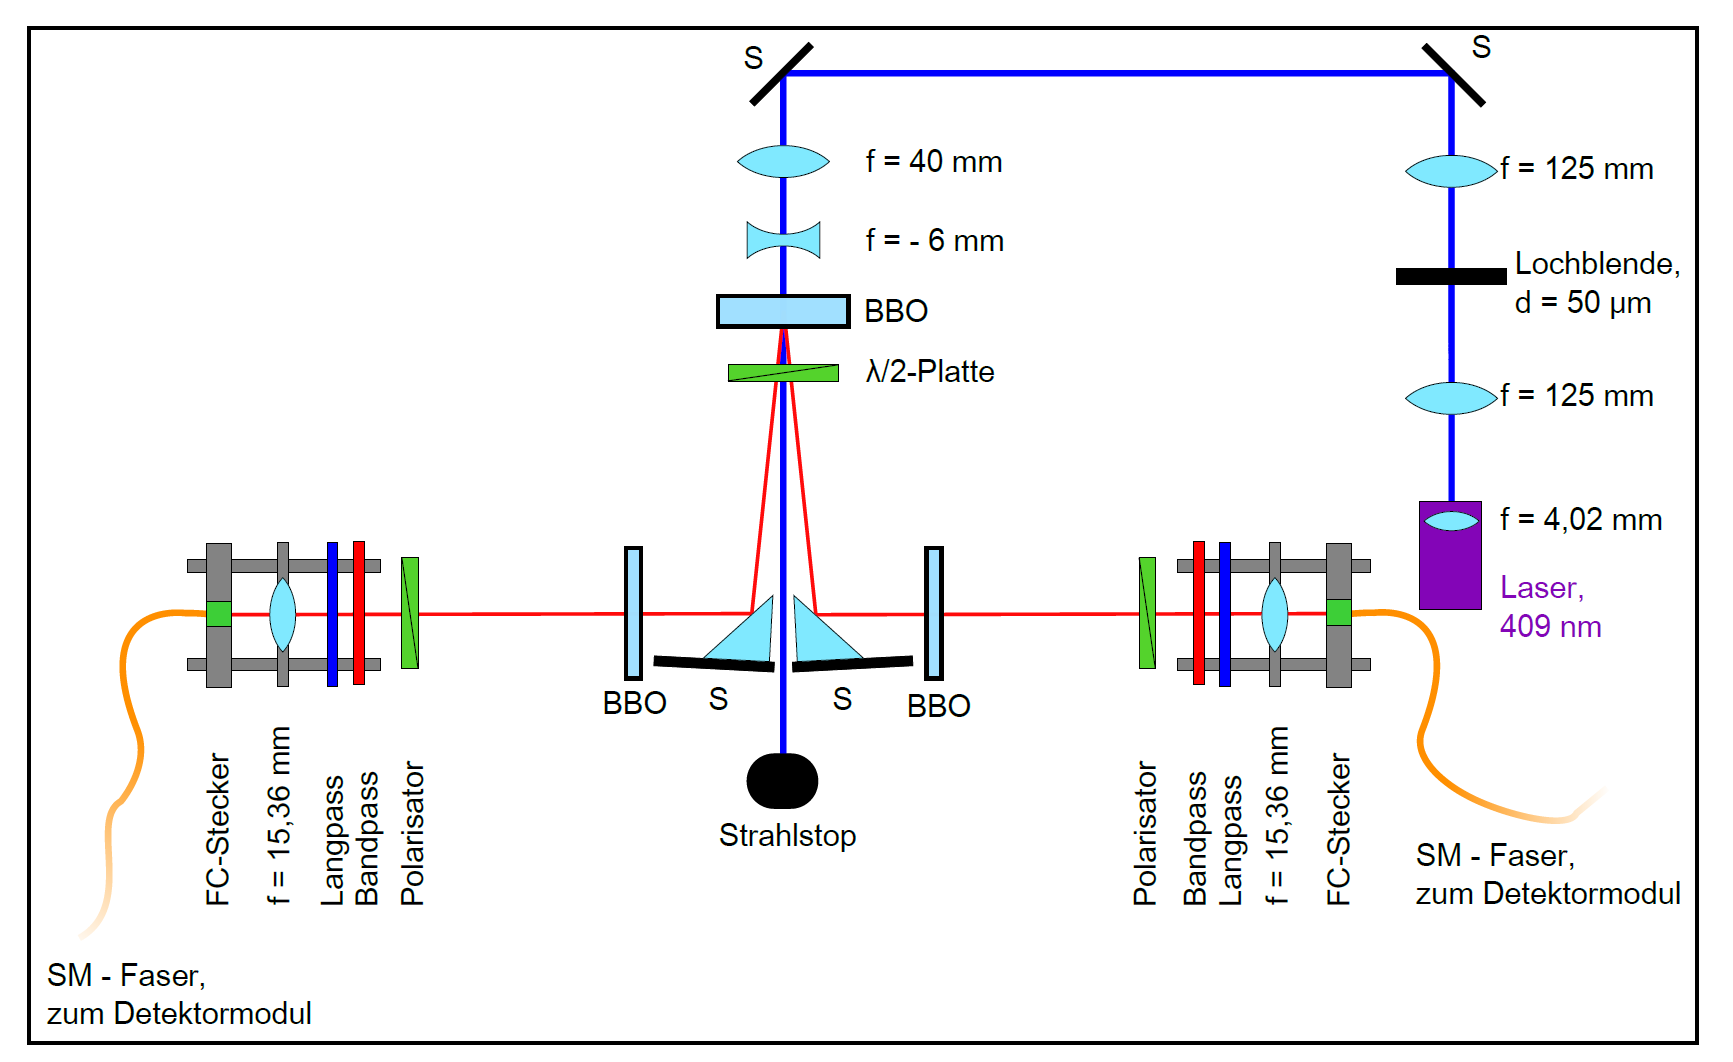 S
S
f = 40 mm
f = 125 mm
f = - 6 mm
Lochblende,
d = 50 µm
BBO
λ/2-Platte
f = 125 mm
f = 4,02 mm
Laser,
409 nm
BBO
S
S
BBO
FC-Stecker
f = 15,36 mm
Langpass
Bandpass
Polarisator
Strahlstop
Polarisator
Bandpass
Langpass
f = 15,36 mm
FC-Stecker
SM - Faser,
zum Detektormodul
SM - Faser,
zum Detektormodul